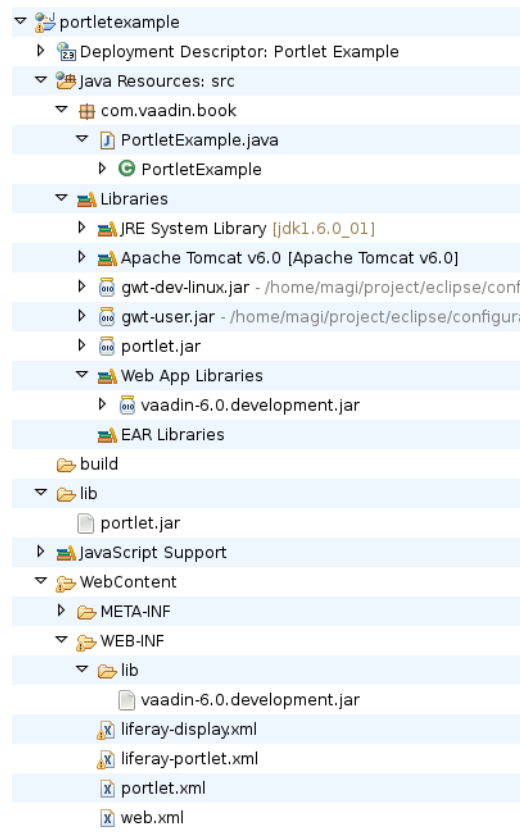 portletexample
Deployment Descriptor: Portlet Example
Java Resources: src
com.vaadin.book
PortletExample.java
PortletExample
Libraries
JRE System Library [jdk1.6.0_01]
Apache Tomcat v6.0 [Apache Tomcat v6.0]
gwt-dev-linux.jar - /home/magi/project/eclipse/conf
gwt-user.jar - /home/magi/project/eclipse/configura
portlet.jar
Web App Libraries
vaadin-6.0.development.jar
EAR Libraries
build
lib
portlet.jar
JavaScript Support
WebContent
META-INF
WEB-INF
lib
vaadin-6.0.development.jar
liferay-display.xml
liferay-portlet.xml
portlet.xml
web.xml